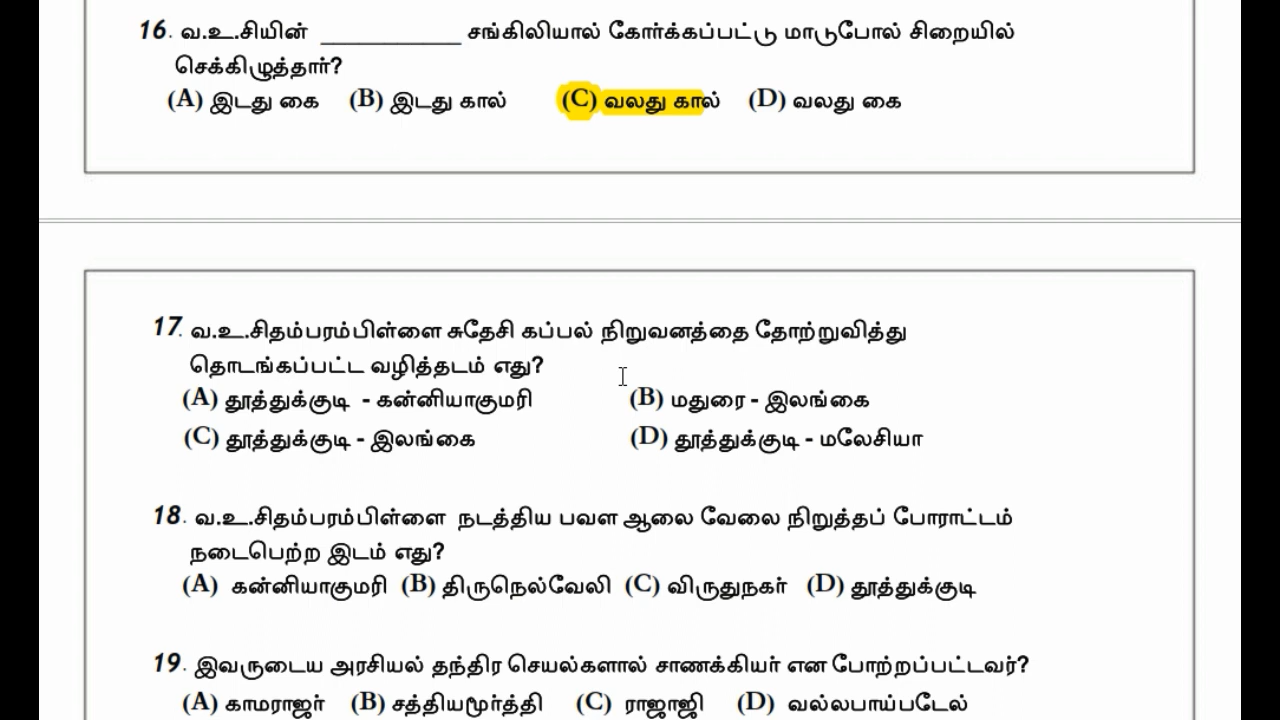 16. வ.உ.சியின் ____________ சங்கிலியால் கோர்க்கப்பட்டு மாடுபோல் சிறையில்
செக்கிழுத்தார்?
(A) இடது கை (B) இடது கால் (C) வலது கால் (D) வலது கை
17. வ.உ.சிதம்பரம்பிள்ளை சுதேசி கப்பல் நிறுவனத்தை தோற்றுவித்து
தொடங்கப்பட்ட வழித்தடம் எது?
(A) தூத்துக்குடி - கன்னியாகுமரி (B) மதுரை - இலங்கை
(C) தூத்துக்குடி - இலங்கை (D) தூத்துக்குடி - மலேசியா
18. வ.உ.சிதம்பரம்பிள்ளை நடத்திய பவள ஆலை வேலை நிறுத்தப் போராட்டம்
நடைபெற்ற இடம் எது?
(A) கன்னியாகுமரி (B) திருநெல்வேலி (C) விருதுநகர் (D) தூத்துக்குடி
19. இவருடைய அரசியல் தந்திர செயல்களால் சாணக்கியர் என போற்றப்பட்டவர்?
(A) காமராஜர் (B) சத்தியமூர்த்தி (C) ராஜாஜி (D) வல்லபாய்படேல்